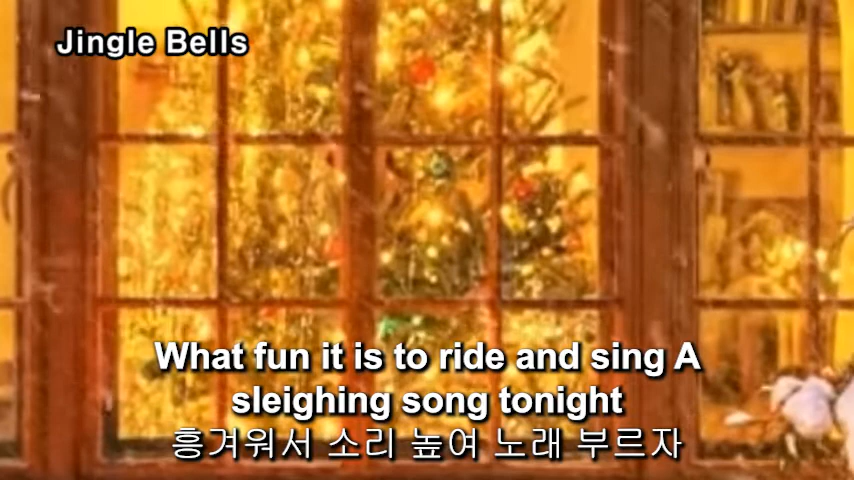 Jingle Bells
What fun it is to ride and sing A
sleighing song tonight
흥겨워서 소리 높여 노래 부르자